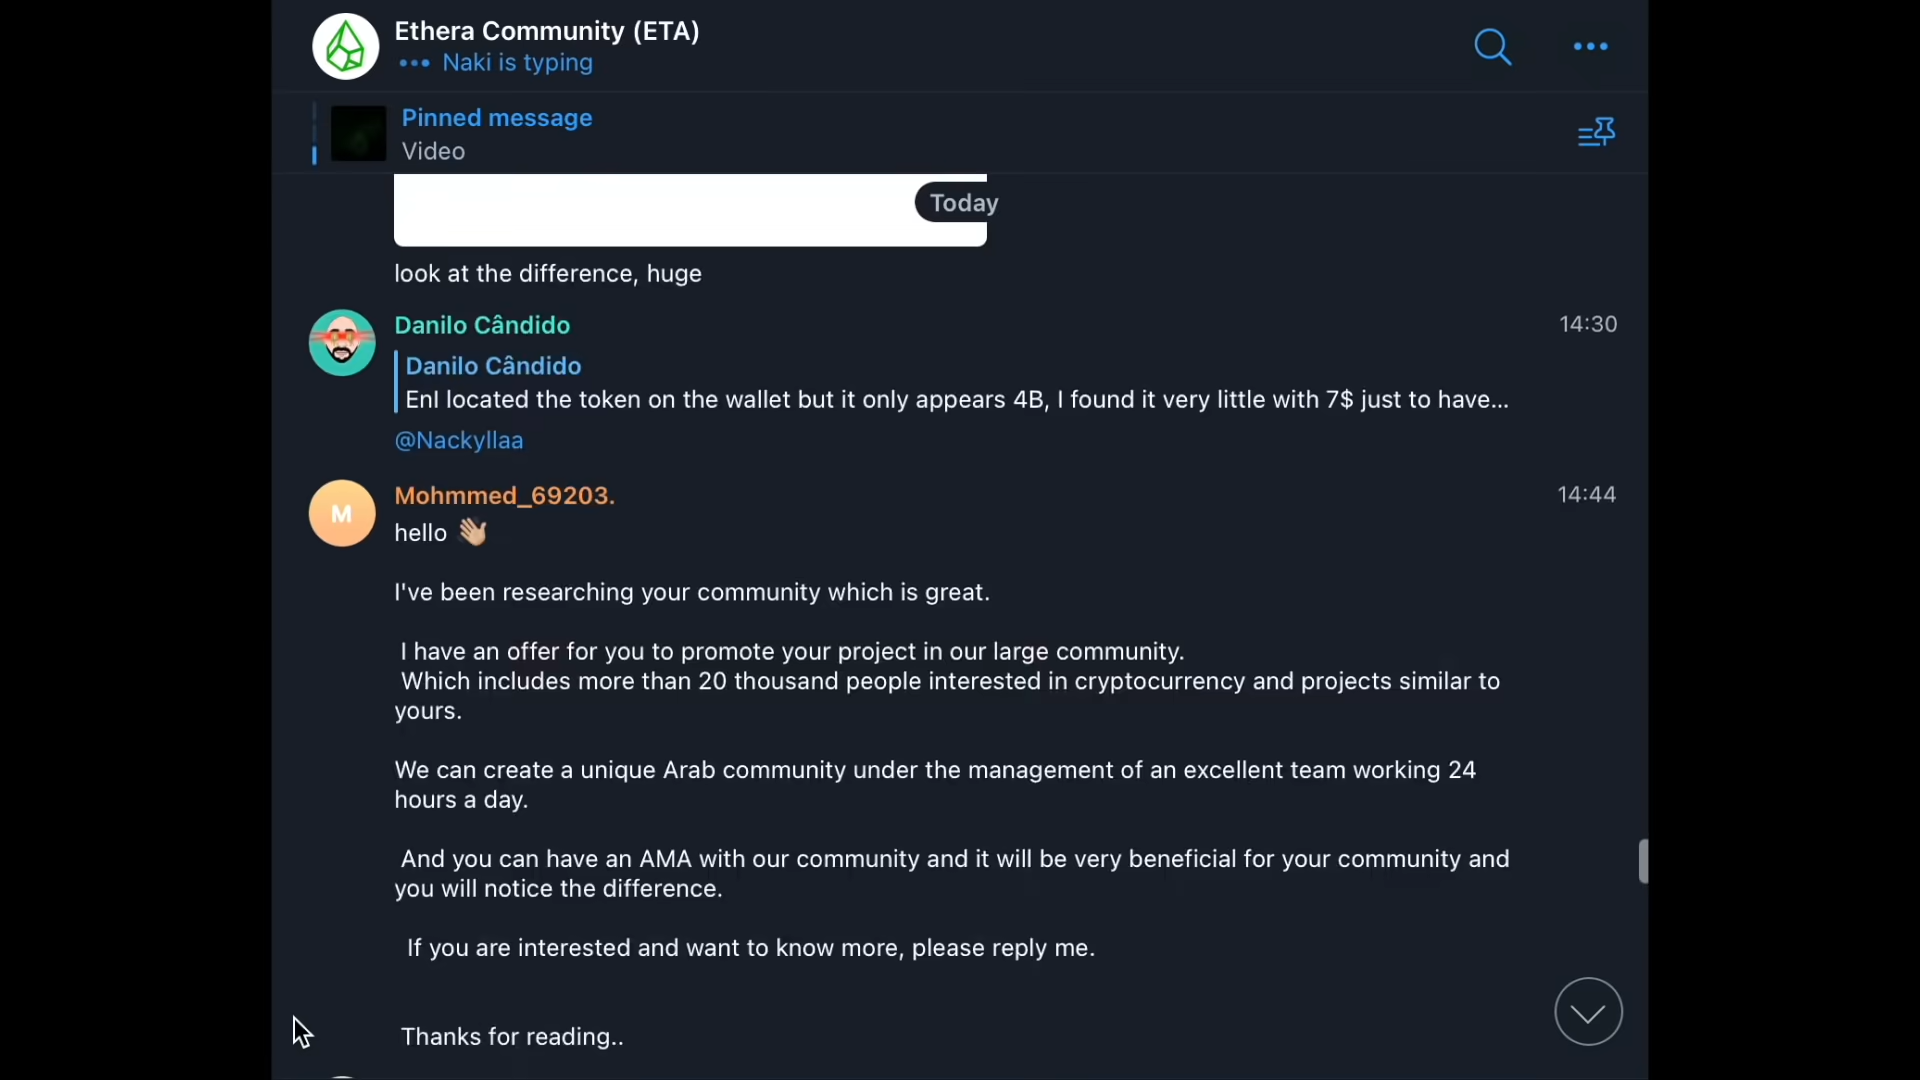 Ethera Community (ETA)
Naki is typing
Pinned message
Video
Today
look at the difference, huge
Danilo Cândido
14:30
Danilo Cândido
EnI located the token on the wallet but it only appears 4B, I found it very little with 7$ just to have...
@Nackyllaa
M
Mohmmed_69203.
14:44
hello 👋🏼
I've been researching your community which is great.
I have an offer for you to promote your project in our large community.
Which includes more than 20 thousand people interested in cryptocurrency and projects similar to
yours.
We can create a unique Arab community under the management of an excellent team working 24
hours a day.
And you can have an AMA with our community and it will be very beneficial for your community and
you will notice the difference.
If you are interested and want to know more, please reply me.
Thanks for reading..